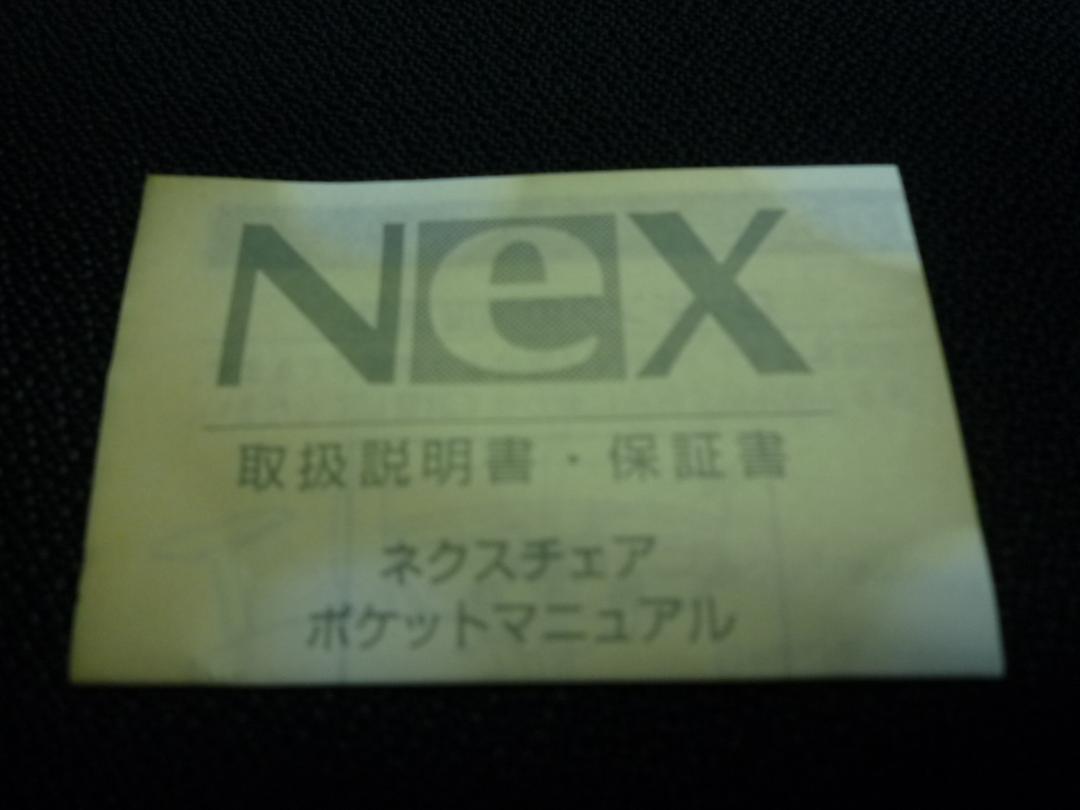 NeX
取扱説明書・保証書
ネクスチェア
ポケットマニュアル